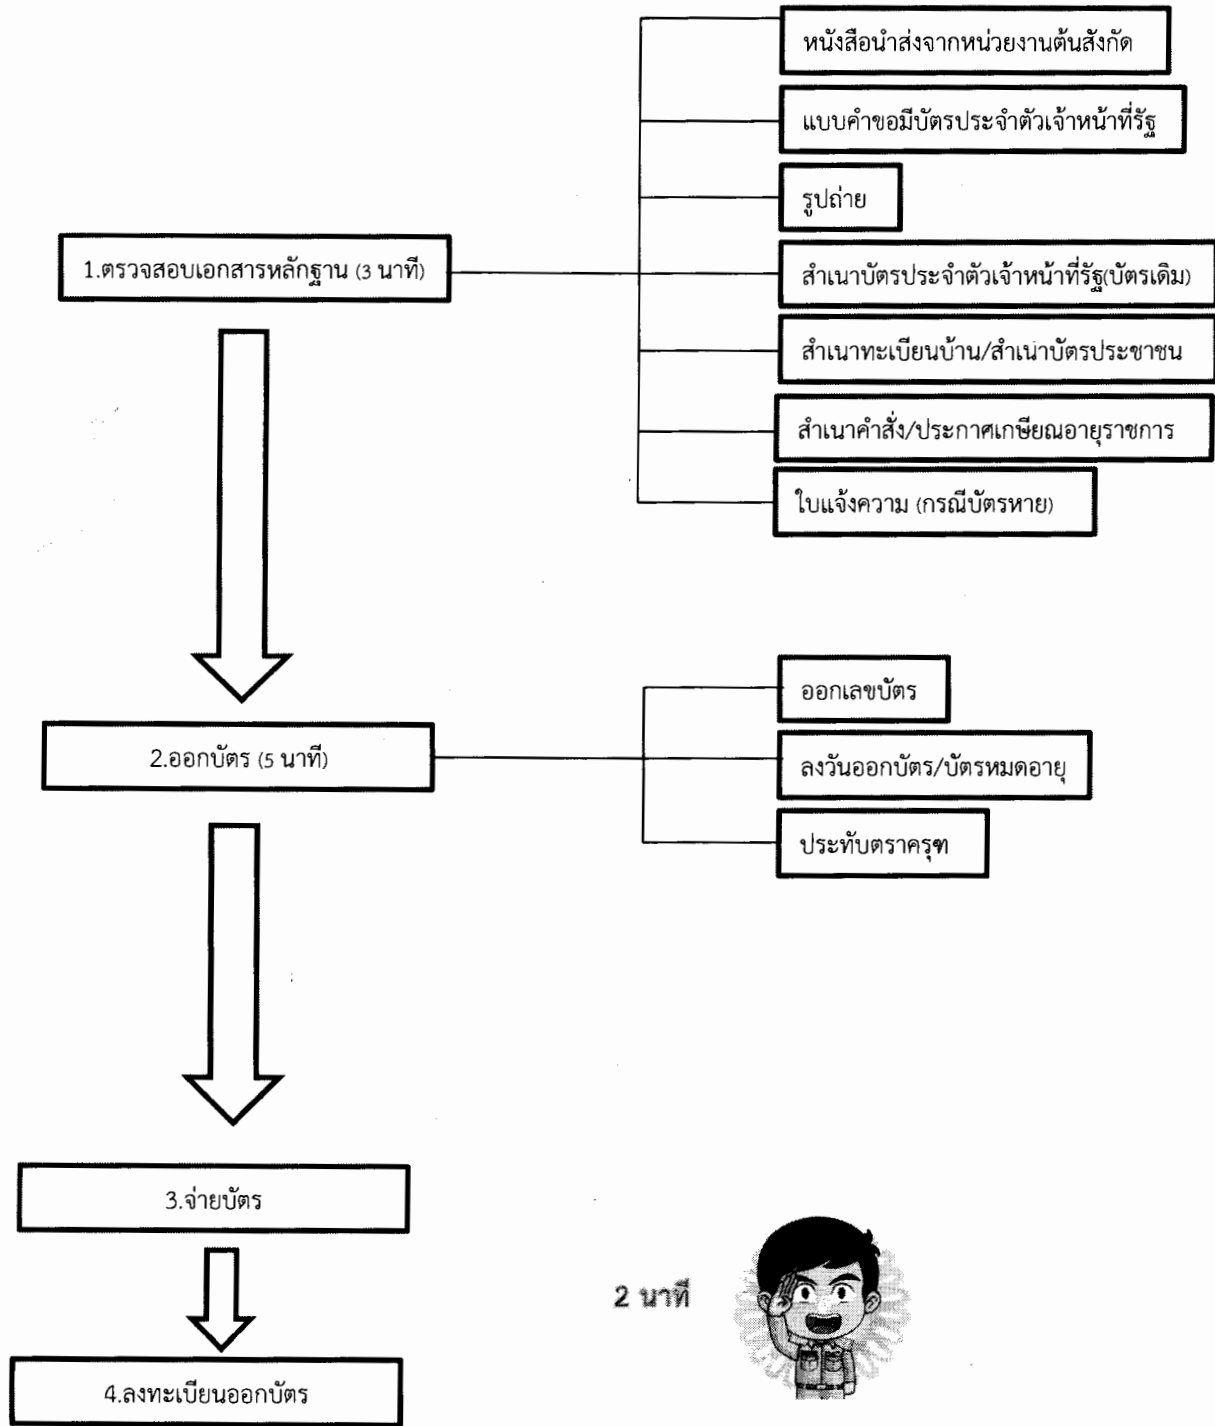 หนังสือนำส่งจากหน่วยงานต้นสังกัด
แบบคำขอมีบัตรประจำตัวเจ้าหน้าที่รัฐ
รูปถ่าย
1.ตรวจสอบเอกสารหลักฐาน (3 นาที)
สำเนาบัตรประจำตัวเจ้าหน้าที่รัฐ(บัตรเดิม)
สำเนาทะเบียนบ้าน/สำเนาบัตรประชาชน
สำเนาคำสั่ง/ประกาศเกษียณอายุราชการ
ใบแจ้งความ (กรณีบัตรหาย)
ออกเลขบัตร
2.ออกบัตร (5 นาที)
ลงวันออกบัตร/บัตรหมดอายุ
ประทับตราครุฑ
3.จ่ายบัตร
2 นาที
4.ลงทะเบียนออกบัตร